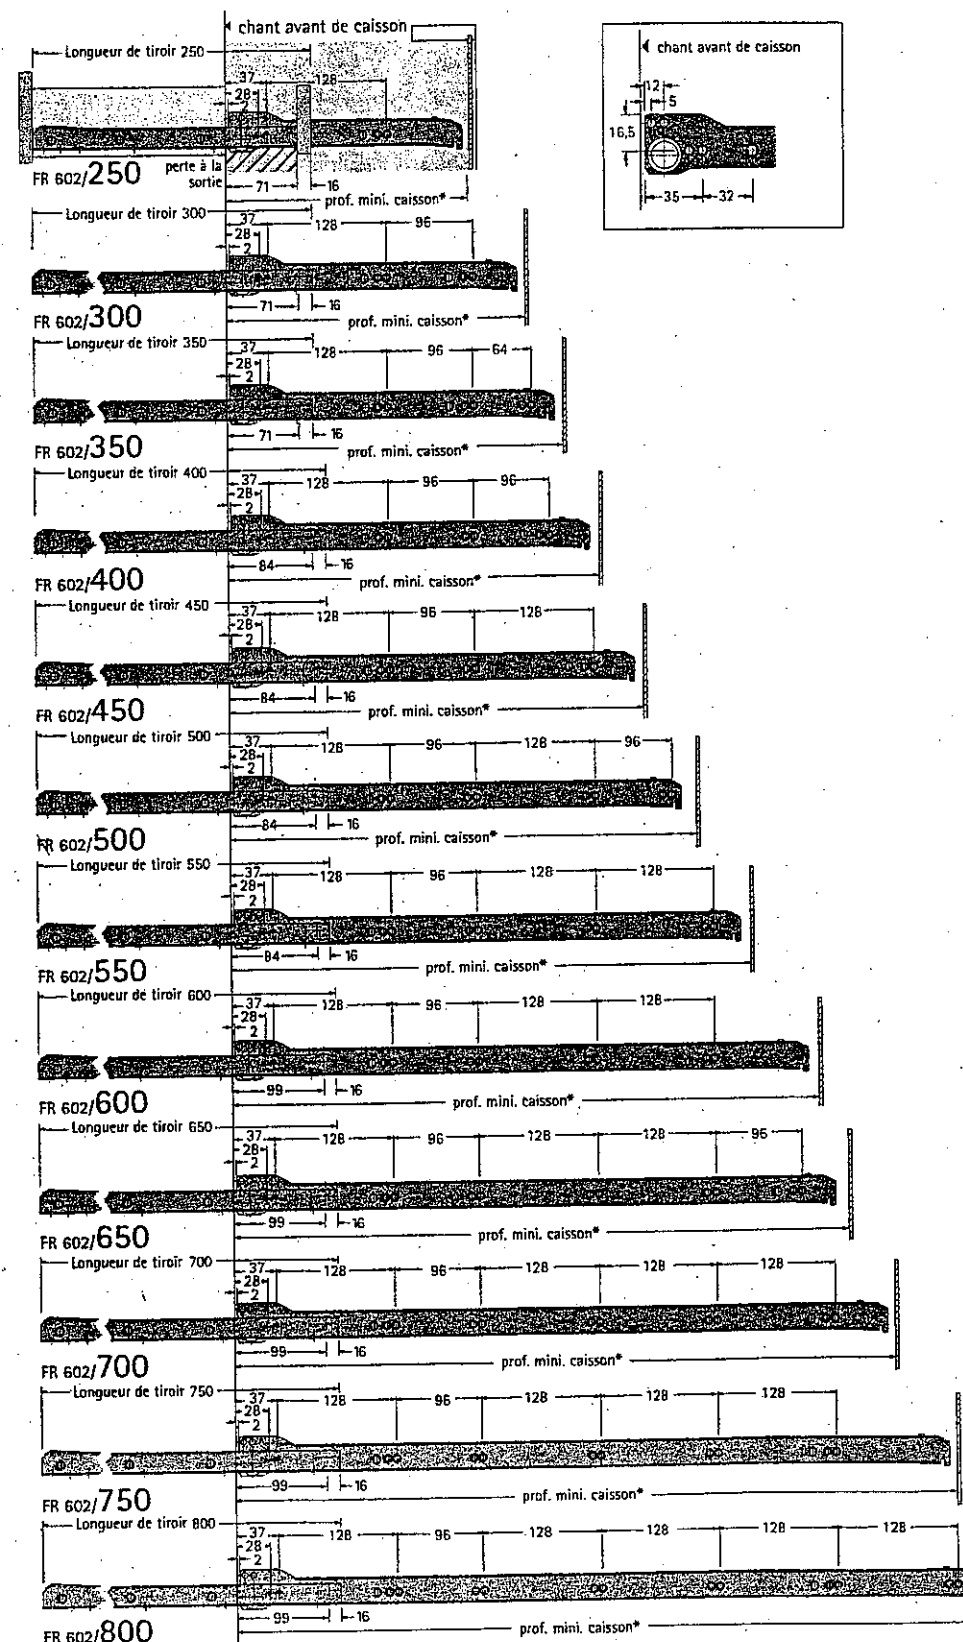 chant avant de caisson
Longueur de tiroir 250
37 128
28
2
FR 602/250
perte à la
sortie
71 16
prof. mini. caisson*
chant avant de caisson
12
5
16,5
35 32
Longueur de tiroir 300
37 128 96
28
2
71 16
FR 602/300
prof. mini. caisson*
Longueur de tiroir 350
37 128 96 64
28
2
71 16
FR 602/350
prof. mini. caisson*
Longueur de tiroir 400
37 128 96 96
28
2
84 16
FR 602/400
prof. mini. caisson*
Longueur de tiroir 450
37 128 96 128
28
2
84 16
FR 602/450
prof. mini. caisson*
Longueur de tiroir 500
37 128 96 128 96
28
2
84 16
FR 602/500
prof. mini. caisson*
Longueur de tiroir 550
37 128 96 128 128
28
2
84 16
FR 602/550
prof. mini. caisson*
Longueur de tiroir 600
37 128 96 128 128
28
2
99 16
FR 602/600
prof. mini. caisson*
Longueur de tiroir 650
37 128 96 128 128 96
28
2
99 16
FR 602/650
prof. mini. caisson*
Longueur de tiroir 700
37 128 96 128 128 128
28
2
99 16
FR 602/700
prof. mini. caisson*
Longueur de tiroir 750
37 128 96 128 128 128
28
2
99 16
FR 602/750
prof. mini. caisson*
Longueur de tiroir 800
37 128 96 128 128 128 128
28
2
99 16
FR 602/800
prof. mini. caisson*